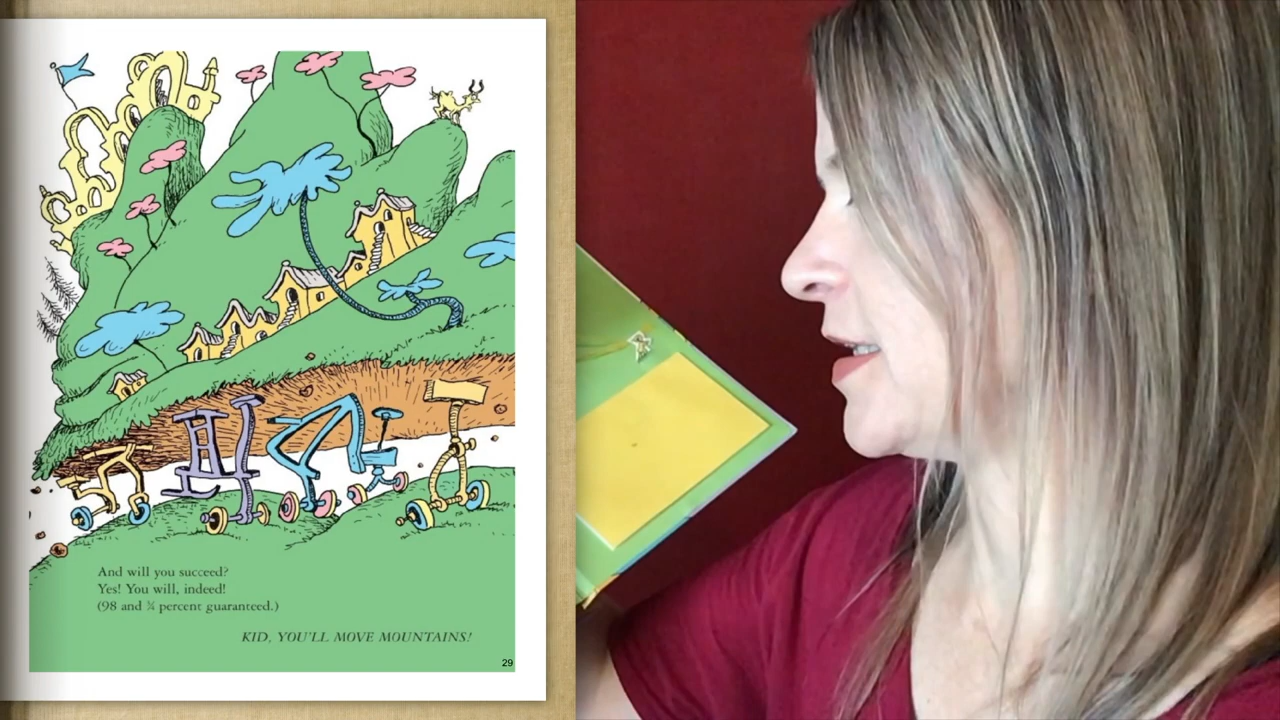 And will you succeed?
Yes! You will, indeed!
(98 and ¾ percent guaranteed.)
KID, YOU'LL MOVE MOUNTAINS!
29